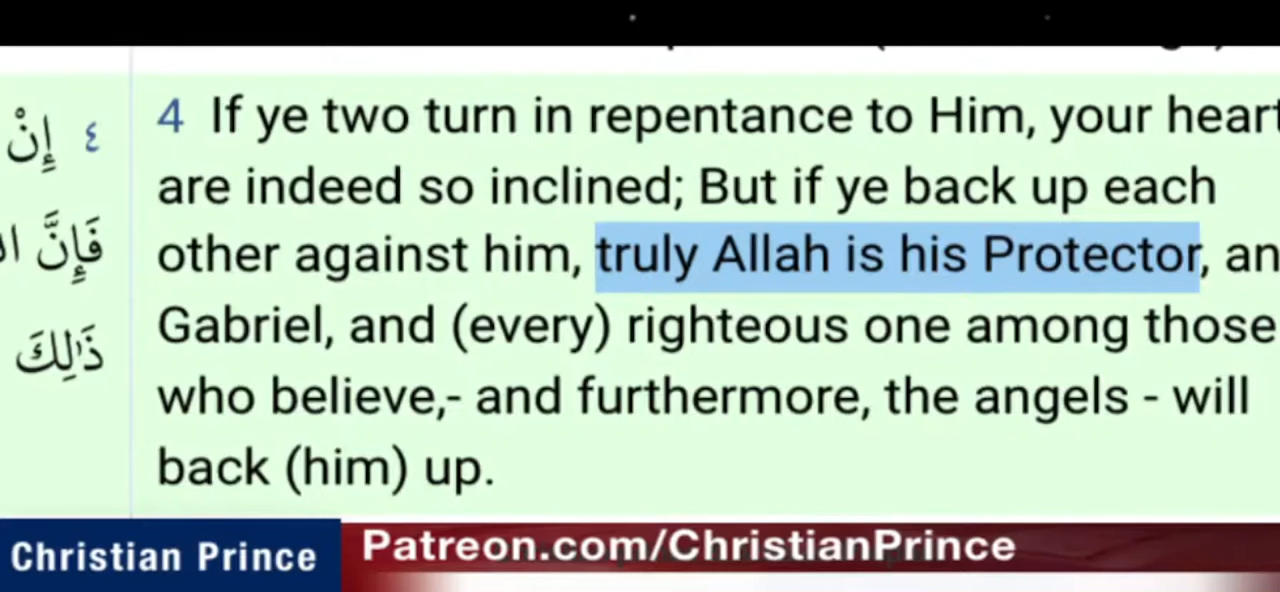 4 If ye two turn in repentance to Him, your heart
are indeed so inclined; But if ye back up each
other against him, truly Allah is his Protector, an
Gabriel, and (every) righteous one among those
who believe,- and furthermore, the angels - will
back (him) up.
٤ إِنْ
فَإِنَّ ا
ذَٰلِكَ
Christian Prince
Patreon.com/ChristianPrince